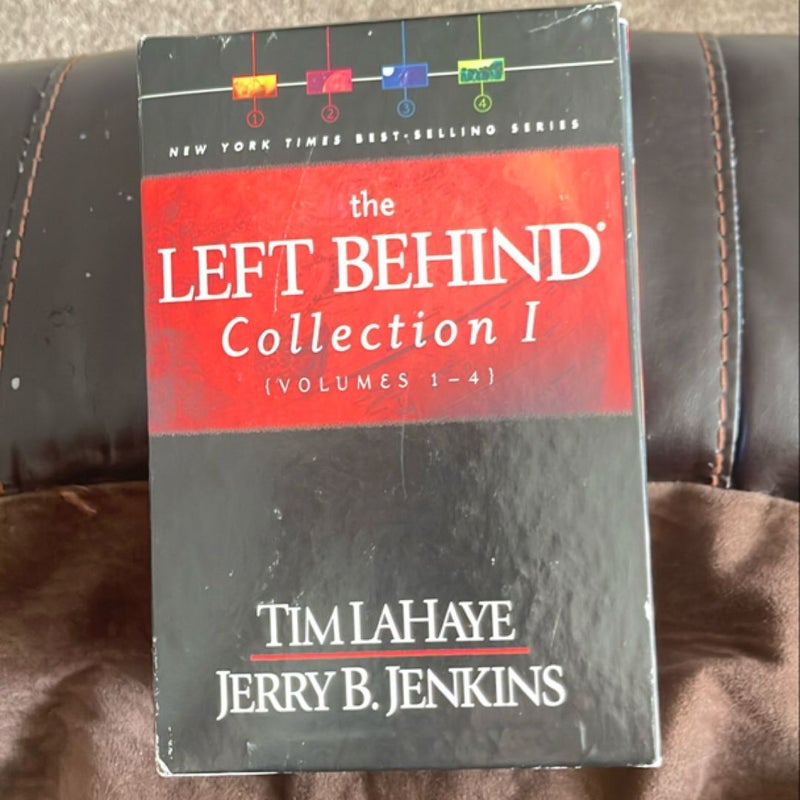 1
2
3
4
NEW YORK TIMES BEST-SELLING SERIES
the
LEFT BEHIND®
Collection I
{VOLUMES 1-4}
TIM LAHAYE
JERRY B. JENKINS